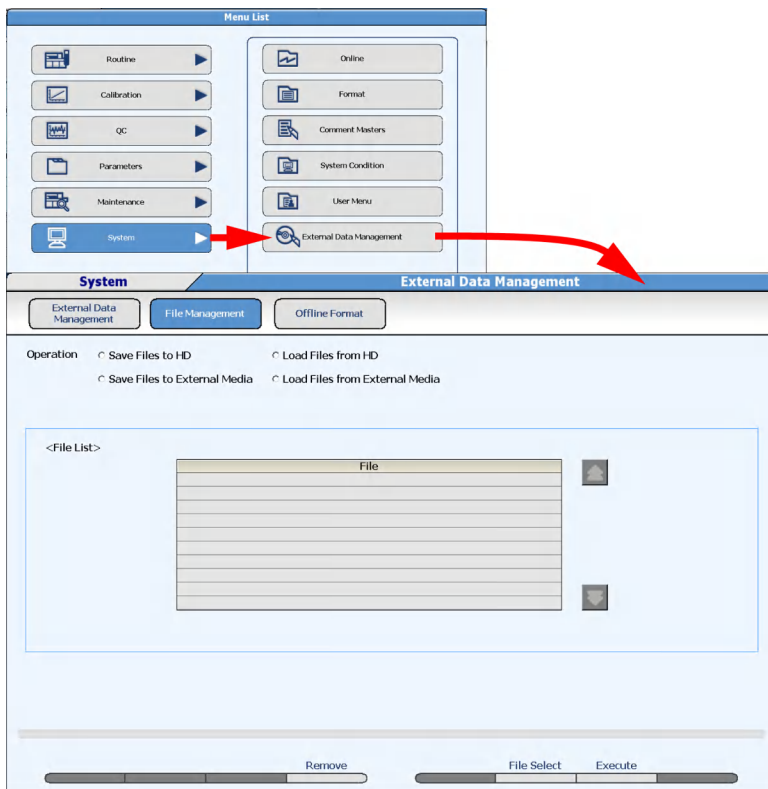 Menu List
Routine
Online
Calibration
Format
QC
Comment Masters
Parameters
System Condition
Maintenance
User Menu
System
External Data Management
System
External Data Management
External Data
Management
File Management
Offline Format
Operation
Save Files to HD
Load Files from HD
Save Files to External Media
Load Files from External Media
<File List>
File
Remove
File Select
Execute